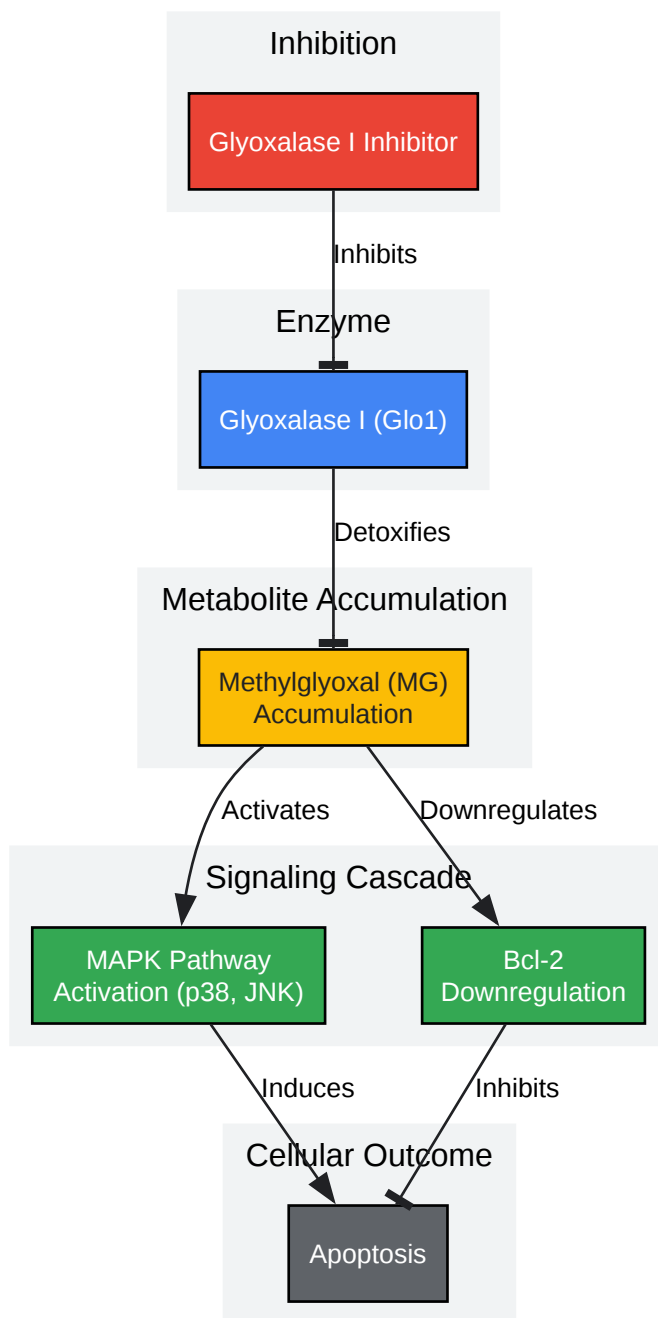 Inhibition
Glyoxalase I Inhibitor
Inhibits
Enzyme
Glyoxalase I (Glo1)
Detoxifies
Metabolite Accumulation
Methylglyoxal (MG)
Accumulation
Activates
Downregulates
Signaling Cascade
MAPK Pathway
Activation (p38, JNK)
Bcl-2
Downregulation
Induces
Inhibits
Cellular Outcome
Apoptosis